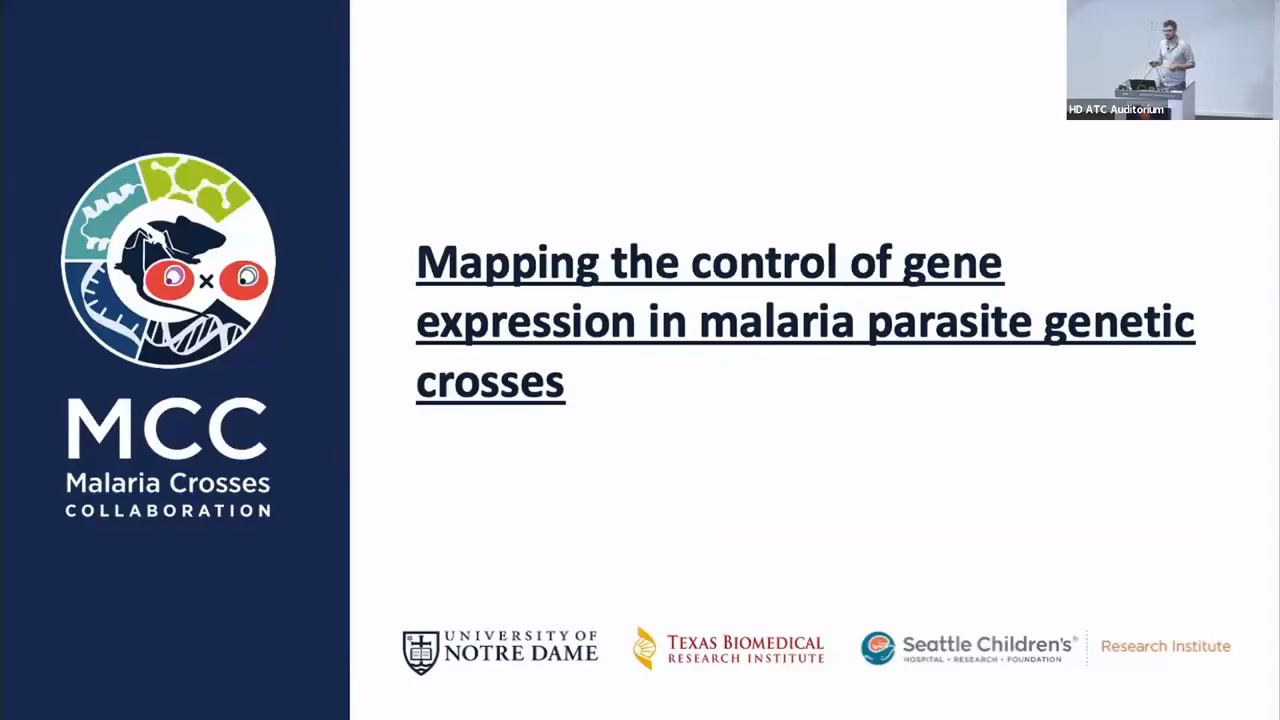 HD ATC Auditorium
Mapping the control of gene
expression in malaria parasite genetic
crosses
x
MCC
Malaria Crosses
COLLABORATION
UNIVERSITY OF
NOTRE DAME
TEXAS BIOMEDICAL
RESEARCH INSTITUTE
Seattle Children's®
HOSPITAL • RESEARCH • FOUNDATION
Research Institute